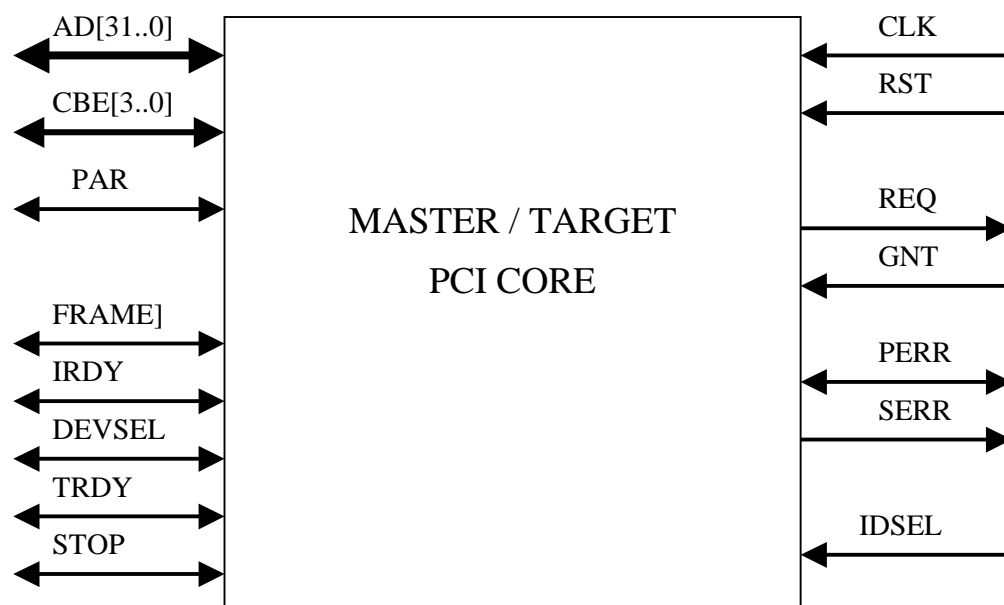 AD[31..0]
CBE[3..0]
PAR
FRAME]
IRDY
DEVSEL
TRDY
STOP
MASTER / TARGET
PCI CORE
CLK
RST
REQ
GNT
PERR
SERR
IDSEL